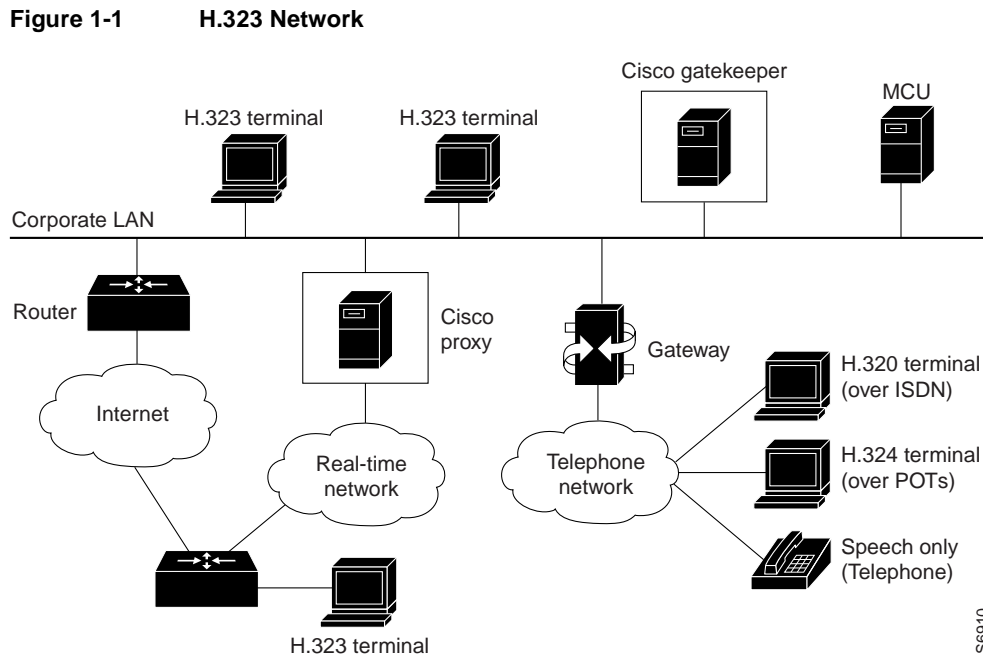 Figure 1-1 H.323 Network
Cisco gatekeeper
MCU
H.323 terminal
H.323 terminal
Corporate LAN
Router
Cisco
proxy
Gateway
H.320 terminal
(over ISDN)
Internet
Real-time
network
Telephone
network
H.324 terminal
(over POTs)
Speech only
(Telephone)
H.323 terminal
S6910